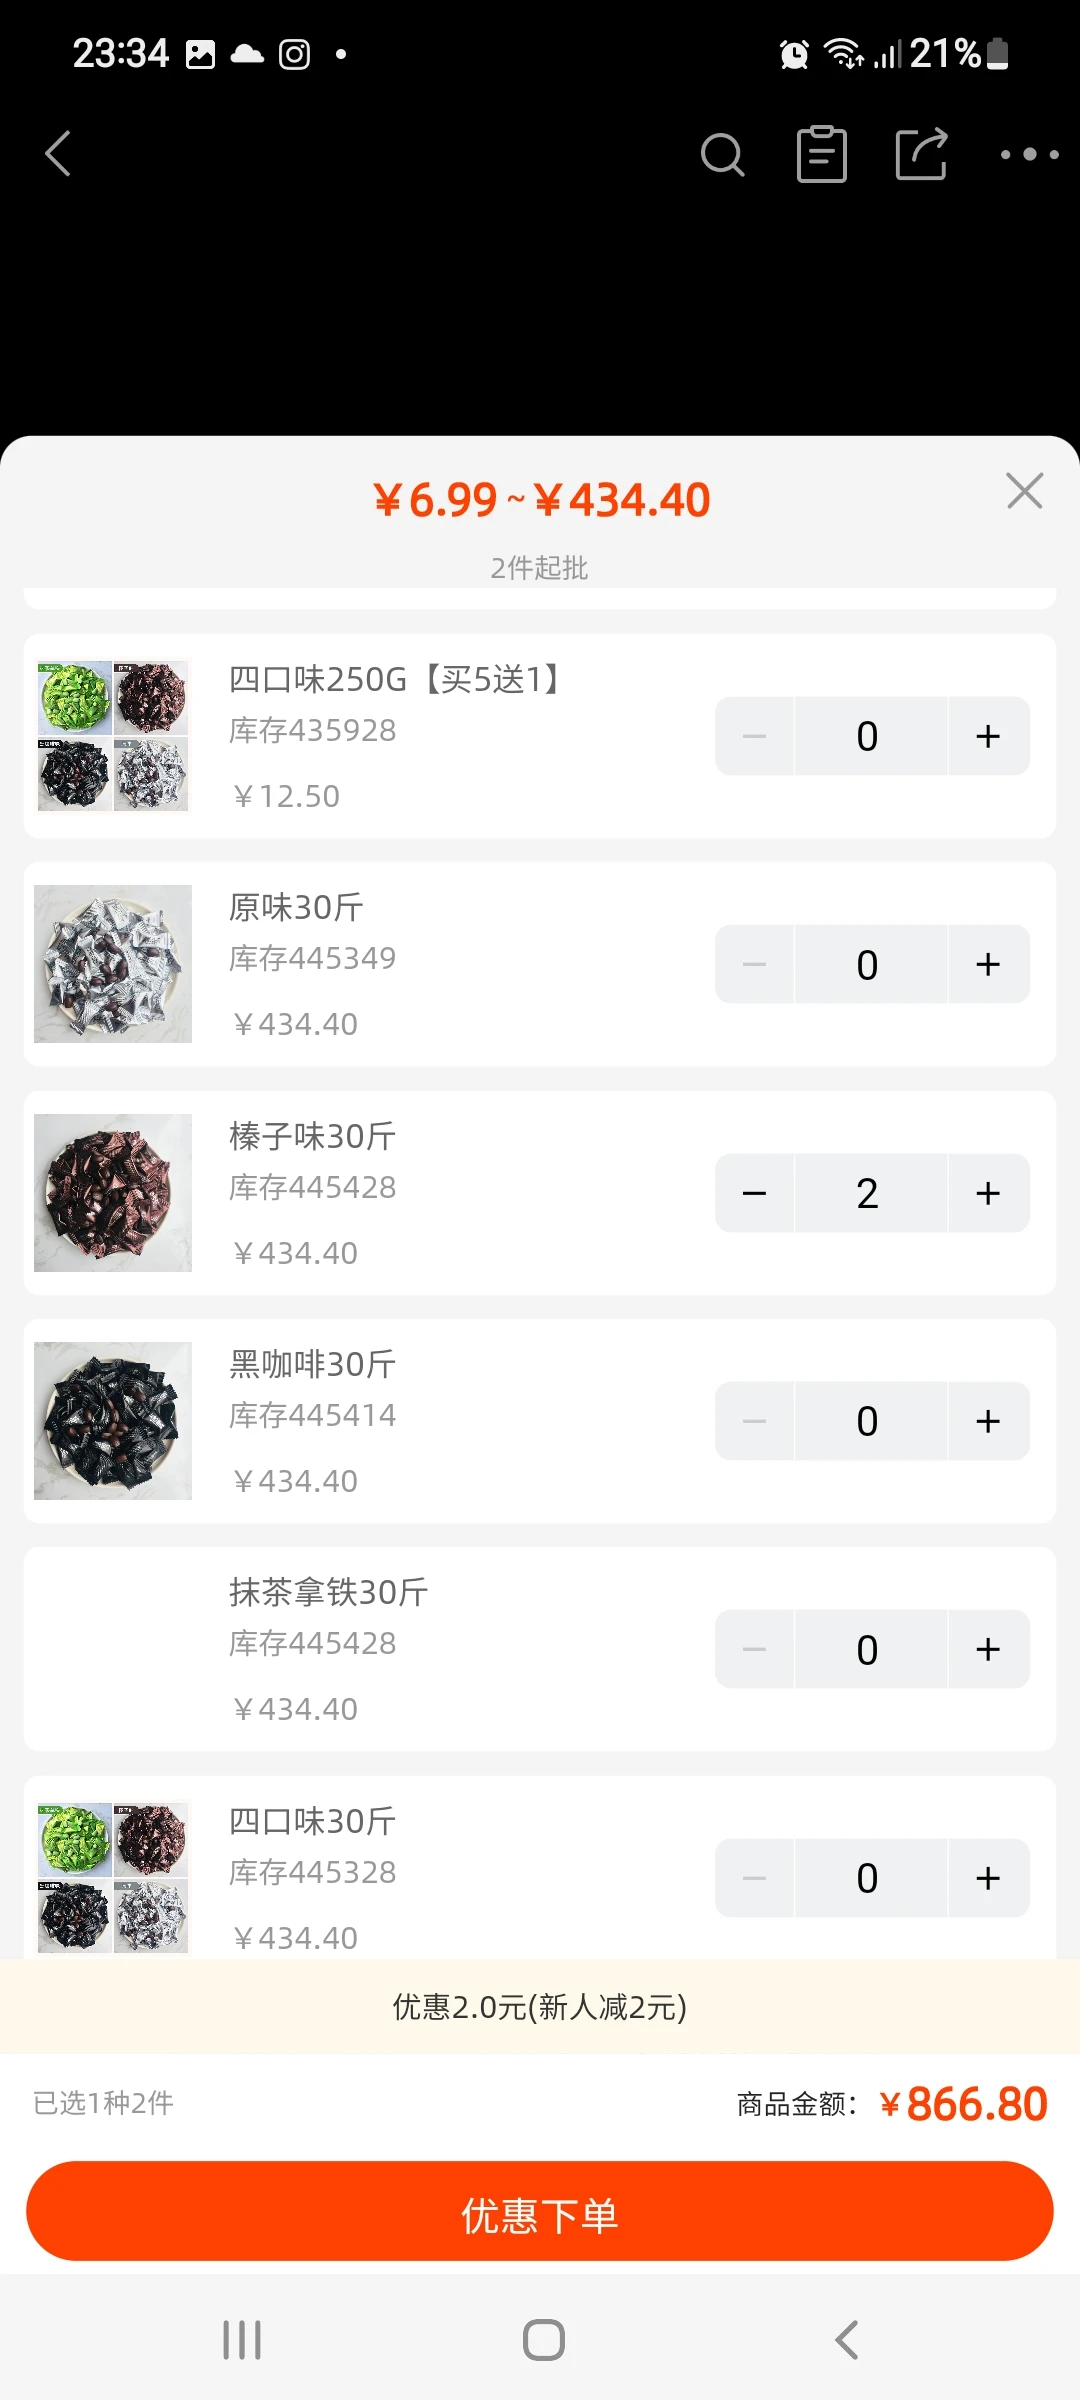 23:34
21%
￥6.99~￥434.40
2件起批
四口味250G【买5送1】
库存435928
￥12.50
0
原味30斤
库存445349
￥434.40
0
榛子味30斤
库存445428
￥434.40
2
黑咖啡30斤
库存445414
￥434.40
0
抹茶拿铁30斤
库存445428
￥434.40
0
四口味30斤
库存445328
￥434.40
0
优惠2.0元(新人减2元)
已选1种2件
商品金额：￥866.80
优惠下单